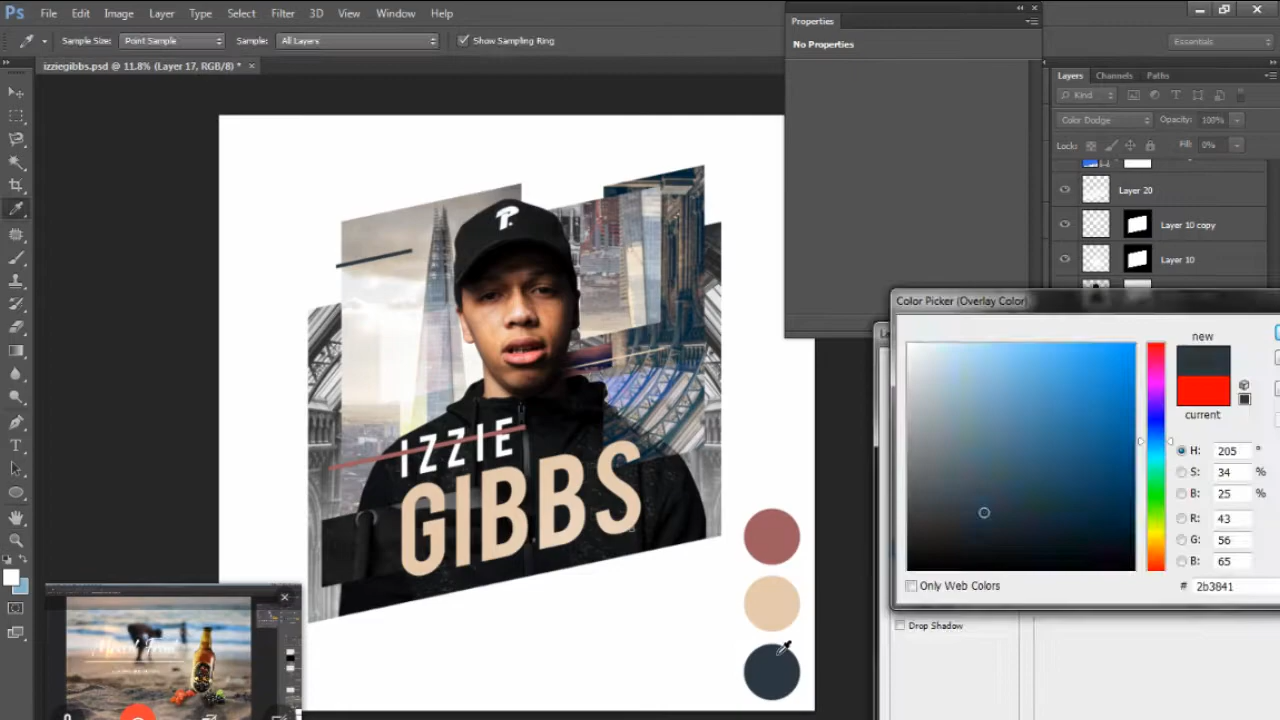 Ps File Edit Image Layer Type Select Filter 3D View Window Help
Sample Size: Point Sample Sample: All Layers Show Sampling Ring
Essentials
izziegibbs.psd @ 11.8% (Layer 17, RGB/8) * ×
Properties
No Properties
Layers Channels Paths
Kind
Color Dodge Opacity: 100%
Lock: Fill: 0%
Layer 20
Layer 10 copy
Layer 10
P
IZZIE
GIBBS
Color Picker (Overlay Color)
new
current
H: 205 °
S: 34 %
B: 25 %
R: 43
G: 56
B: 65
Only Web Colors
# 2b3841
Drop Shadow